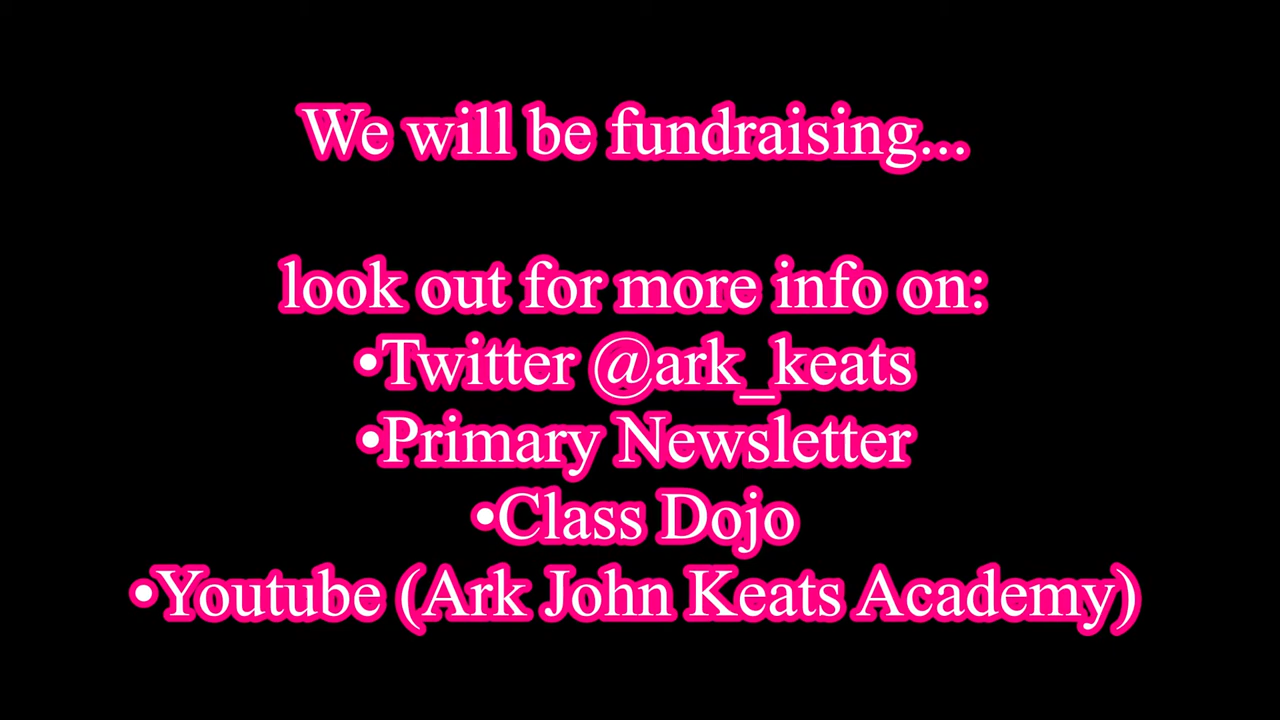 We will be fundraising...
look out for more info on:
•Twitter @ark_keats
•Primary Newsletter
•Class Dojo
•Youtube (Ark John Keats Academy)